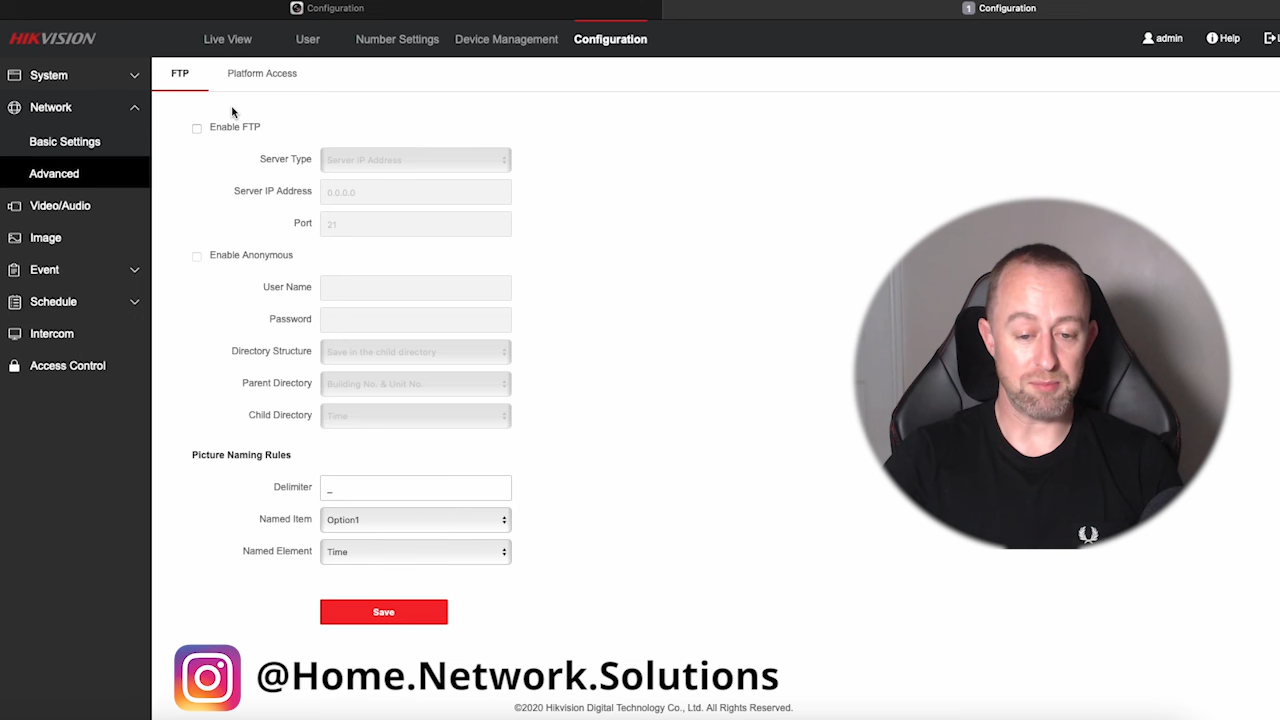 Configuration
1 Configuration
HIKVISION
Live View User Number Settings Device Management Configuration
admin Help
System
Network
Basic Settings
Advanced
Video/Audio
Image
Event
Schedule
Intercom
Access Control
FTP Platform Access
Enable FTP
Server Type Server IP Address
Server IP Address 0.0.0.0
Port 21
Enable Anonymous
User Name
Password
Directory Structure Save in the child directory
Parent Directory Building No. & Unit No.
Child Directory Time
Picture Naming Rules
Delimiter _
Named Item Option1
Named Element Time
Save
@Home.Network.Solutions
©2020 Hikvision Digital Technology Co., Ltd. All Rights Reserved.